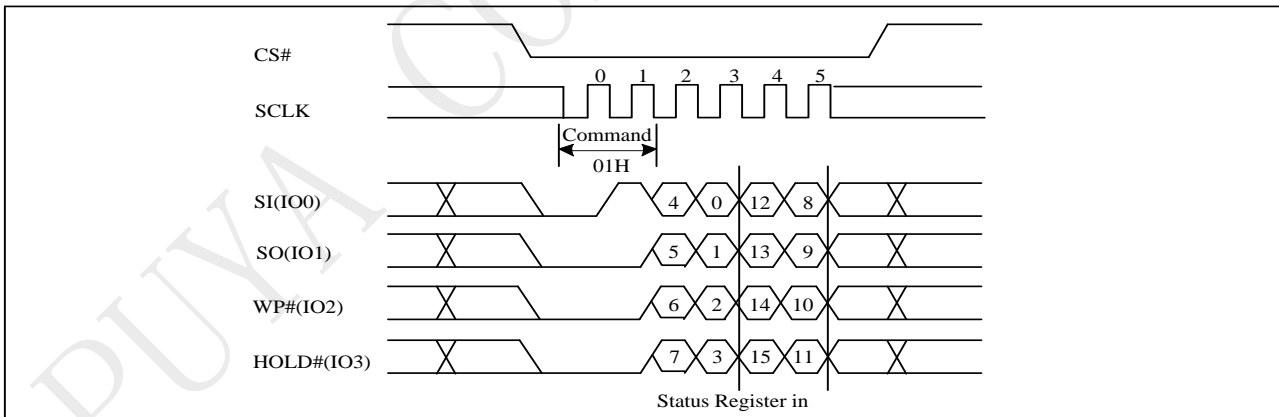 CS#
0 1 2 3 4 5
SCLK
Command
01H
SI(IO0) 4 0 12 8
SO(IO1) 5 1 13 9
WP#(IO2) 6 2 14 10
HOLD#(IO3) 7 3 15 11
Status Register in
PUYA